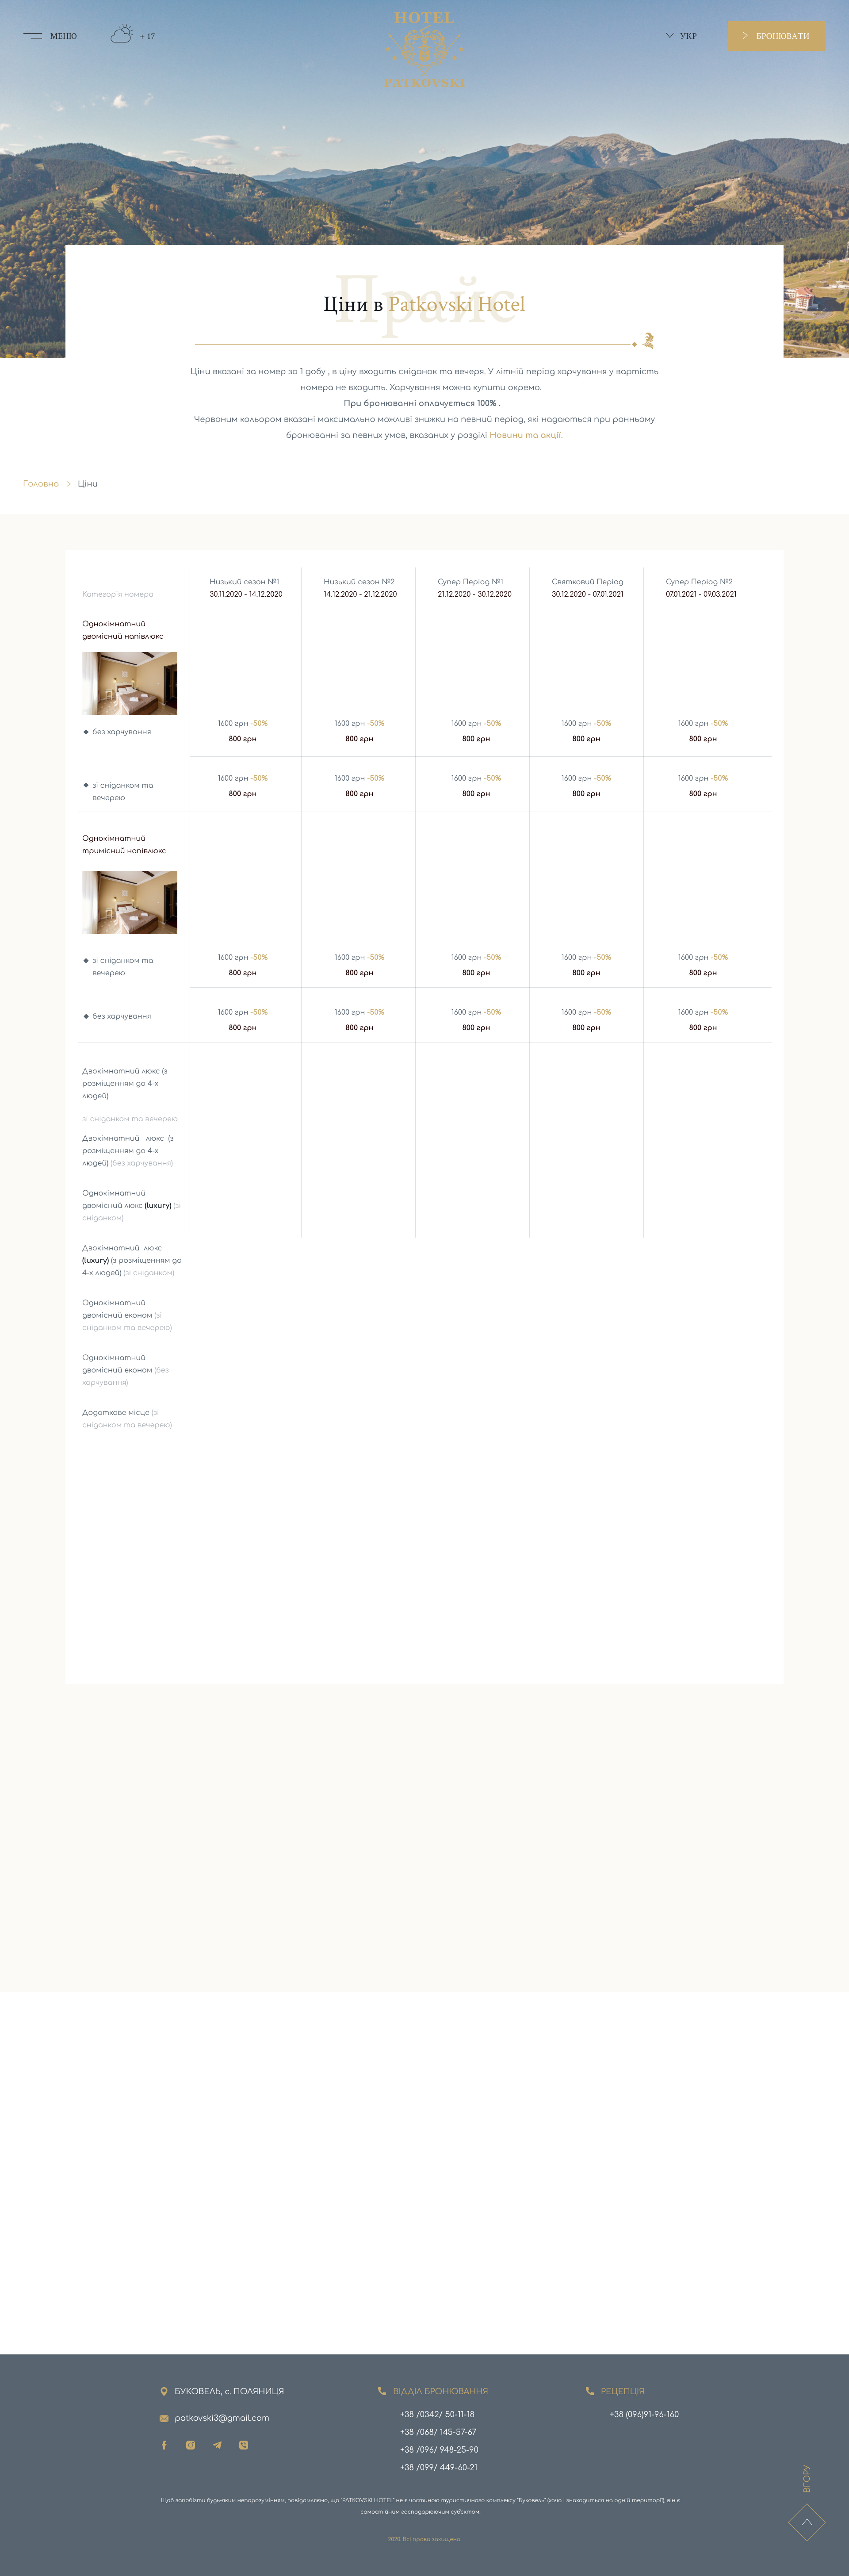 МЕНЮ
+ 17
HOTEL
PATKOVSKI
УКР
БРОНЮВАТИ
Прайс
Ціни в Patkovski Hotel
Ціни вказані за номер за 1 добу , в ціну входить сніданок та вечеря. У літній період харчування у вартість
номера не входить. Харчування можна купити окремо.
При бронюванні оплачується 100% .
Червоним кольором вказані максимально можливі знижки на певний період, які надаються при ранньому
бронюванні за певних умов, вказаних у розділі Новини та акції.
Головна > Ціни
Категорія номера
Низький сезон №1
30.11.2020 - 14.12.2020
Низький сезон №2
14.12.2020 - 21.12.2020
Супер Період №1
21.12.2020 - 30.12.2020
Святковий Період
30.12.2020 - 07.01.2021
Супер Період №2
07.01.2021 - 09.03.2021
Однокімнатний
двомісний напівлюкс
без харчування
1600 грн -50% 1600 грн -50% 1600 грн -50% 1600 грн -50% 1600 грн -50%
800 грн 800 грн 800 грн 800 грн 800 грн
зі сніданком та
вечерею
1600 грн -50% 1600 грн -50% 1600 грн -50% 1600 грн -50% 1600 грн -50%
800 грн 800 грн 800 грн 800 грн 800 грн
Однокімнатний
тримісний напівлюкс
зі сніданком та
вечерею
1600 грн -50% 1600 грн -50% 1600 грн -50% 1600 грн -50% 1600 грн -50%
800 грн 800 грн 800 грн 800 грн 800 грн
без харчування
1600 грн -50% 1600 грн -50% 1600 грн -50% 1600 грн -50% 1600 грн -50%
800 грн 800 грн 800 грн 800 грн 800 грн
Двокімнатний люкс (з
розміщенням до 4-х
людей)
зі сніданком та вечерею
Двокімнатний люкс (з
розміщенням до 4-х
людей) (без харчування)
Однокімнатний
двомісний люкс (luxury) (зі
сніданком)
Двокімнатний люкс
(luxury) (з розміщенням до
4-х людей) (зі сніданком)
Однокімнатний
двомісний економ (зі
сніданком та вечерею)
Однокімнатний
двомісний економ (без
харчування)
Додаткове місце (зі
сніданком та вечерею)
БУКОВЕЛЬ, с. ПОЛЯНИЦЯ
patkovski3@gmail.com
ВІДДІЛ БРОНЮВАННЯ
+38 /0342/ 50-11-18
+38 /068/ 145-57-67
+38 /096/ 948-25-90
+38 /099/ 449-60-21
РЕЦЕПЦІЯ
+38 (096)91-96-160
ВГОРУ
Щоб запобігти будь-яким непорозумінням, повідомляємо, що "PATKOVSKI HOTEL" не є частиною туристичного комплексу "Буковель" (хоча і знаходиться на одній території), він є
самостійним господарюючим суб'єктом.
2020. Всі права захищено.